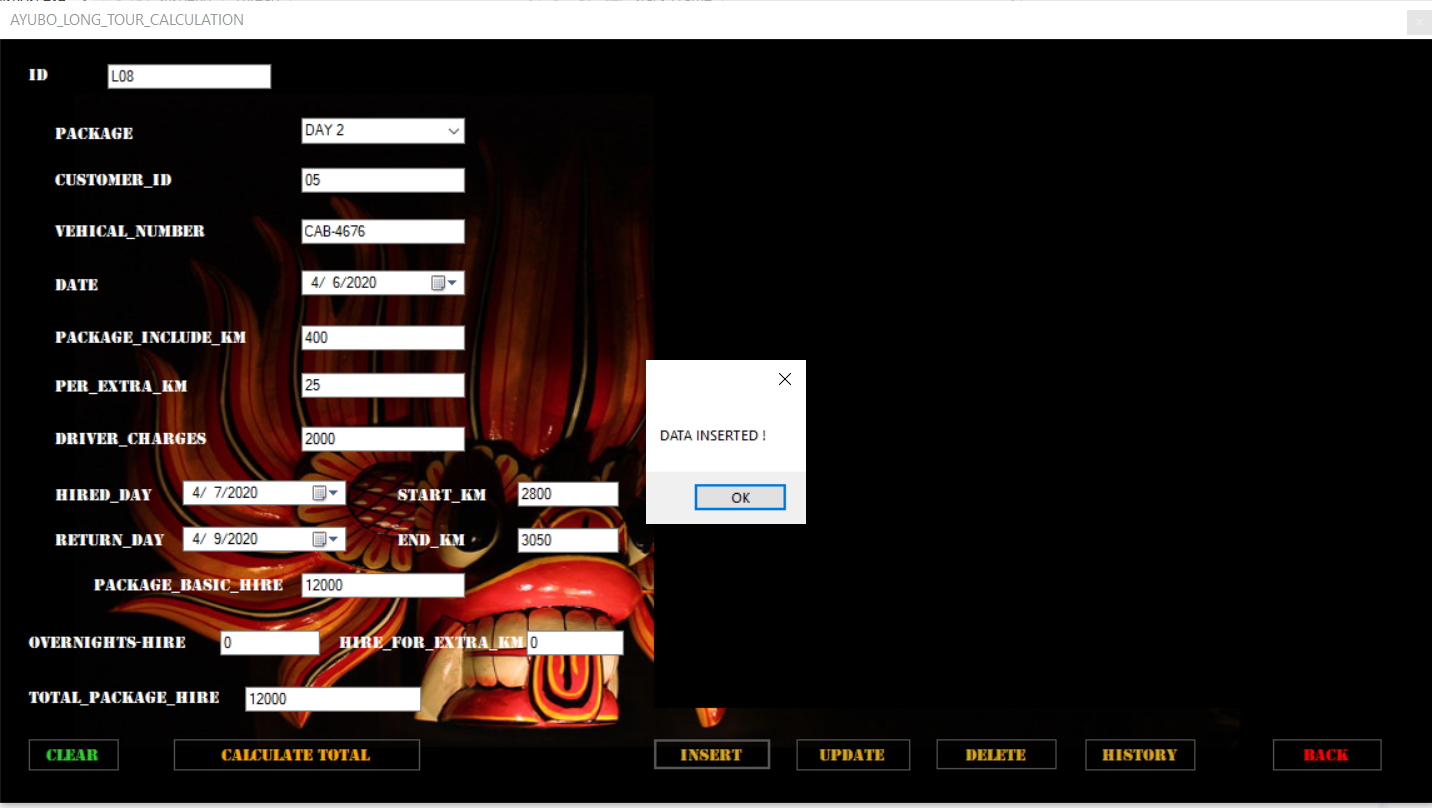 AYUBO_LONG_TOUR_CALCULATION
ID L08
PACKAGE DAY 2
CUSTOMER_ID 05
VEHICAL_NUMBER CAB-4676
DATE 4/ 6/2020
PACKAGE_INCLUDE_KM 400
PER_EXTRA_KM 25
DRIVER_CHARGES 2000
HIRED_DAY 4/ 7/2020 START_KM 2800
RETURN_DAY 4/ 9/2020 END_KM 3050
PACKAGE_BASIC_HIRE 12000
OVERNIGHTS-HIRE 0 HIRE_FOR_EXTRA_KM 0
TOTAL_PACKAGE_HIRE 12000
DATA INSERTED !
OK
CLEAR CALCULATE TOTAL INSERT UPDATE DELETE HISTORY BACK